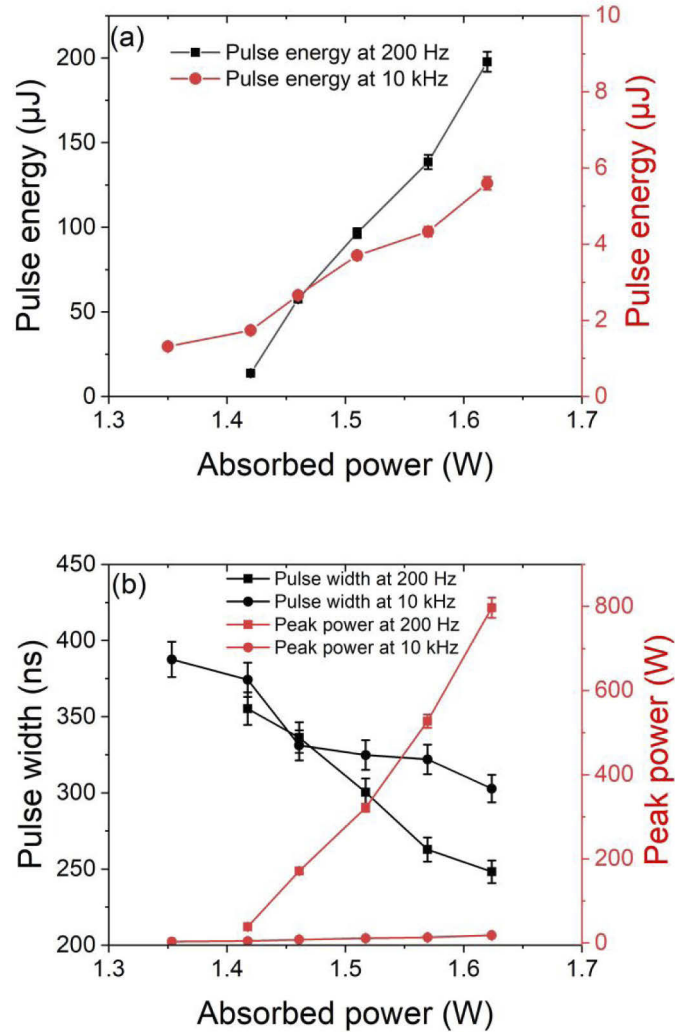 (a)
Pulse energy at 200 Hz
Pulse energy at 10 kHz
Pulse energy (μJ)
200
150
100
50
0
10
8
6
4
2
0
Pulse energy (μJ)
1.3
1.4
1.5
1.6
1.7
Absorbed power (W)
(b)
Pulse width at 200 Hz
Pulse width at 10 kHz
Peak power at 200 Hz
Peak power at 10 kHz
Pulse width (ns)
450
400
350
300
250
200
800
600
400
200
0
Peak power (W)
1.3
1.4
1.5
1.6
1.7
Absorbed power (W)